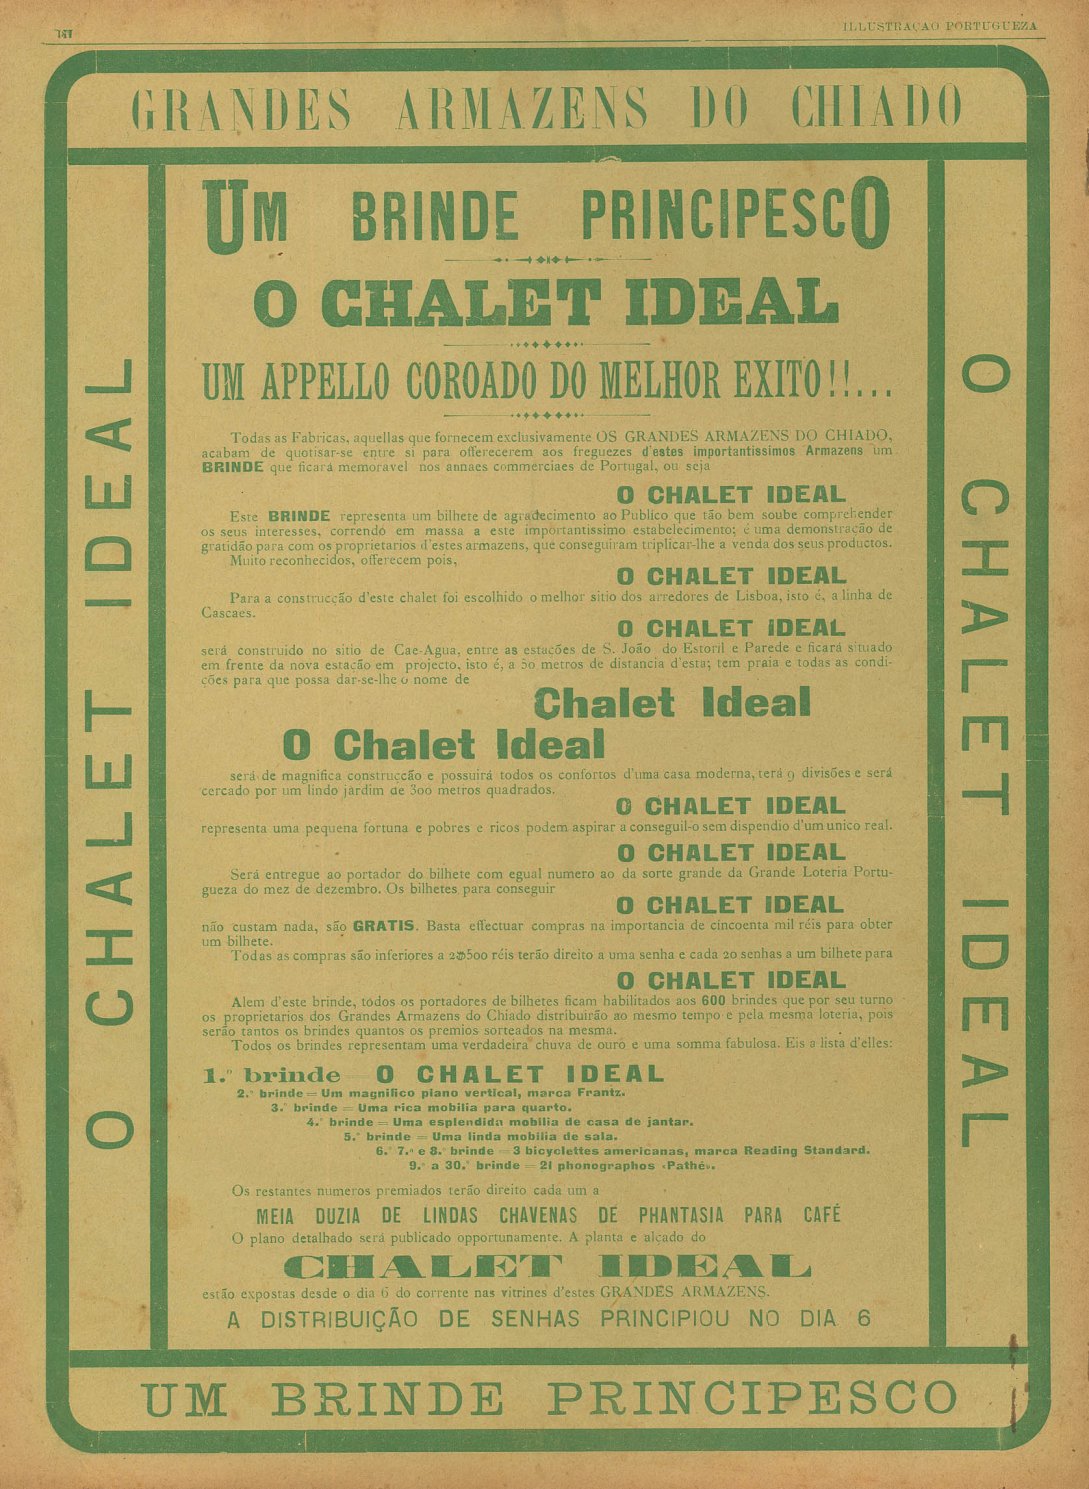 ILLUSTRAÇAO PORTUGUEZA
GRANDES ARMAZENS DO CHIADO
O CHALET IDEAL
UM BRINDE PRINCIPESCO
O CHALET IDEAL
UM APPELLO COROADO DO MELHOR EXITO!!...
Todas as Fabricas, aquellas que fornecem exclusivamente OS GRANDES ARMAZENS DO CHIADO,
acabam de quotisar-se entre si para offerecerem aos freguezes d'estes importantissimos Armazens um
BRINDE que ficará memoravel nos annaes commerciaes de Portugal, ou seja
O CHALET IDEAL
Este BRINDE representa um bilhete de agradecimento ao Publico que tão bem soube comprehender
os seus interesses, correndo em massa a este importantissimo estabelecimento; é uma demonstração de
gratidão para com os proprietarios d'estes armazens, que conseguiram triplicar-lhe a venda dos seus productos.
Muito reconhecidos, offerecem pois,
O CHALET IDEAL
Para a construcção d'este chalet foi escolhido o melhor sitio dos arredores de Lisboa, isto é, a linha de
Cascaes.
O CHALET IDEAL
será construido no sitio de Cae-Agua, entre as estações de S. João do Estoril e Parede e ficará situado
em frente da nova estação em projecto, isto é, a 50 metros de distancia d'esta; tem praia e todas as condi-
ções para que possa dar-se-lhe o nome de
Chalet Ideal
O Chalet Ideal
será de magnifica construcção e possuirá todos os confortos d'uma casa moderna, terá 9 divisões e será
cercado por um lindo jardim de 300 metros quadrados.
O CHALET IDEAL
representa uma pequena fortuna e pobres e ricos podem aspirar a conseguil-o sem dispendio d'um unico real.
O CHALET IDEAL
Será entregue ao portador do bilhete com egual numero ao da sorte grande da Grande Loteria Portu-
gueza do mez de dezembro. Os bilhetes para conseguir
O CHALET IDEAL
não custam nada, são GRATIS. Basta effectuar compras na importancia de cincoenta mil réis para obter
um bilhete.
Todas as compras são inferiores a 2$500 réis terão direito a uma senha e cada 20 senhas a um bilhete para
O CHALET IDEAL
Alem d'este brinde, todos os portadores de bilhetes ficam habilitados aos 600 brindes que por seu turno
os proprietarios dos Grandes Armazens do Chiado distribuirão ao mesmo tempo e pela mesma loteria, pois
serão tantos os brindes quantos os premios sorteados na mesma.
Todos os brindes representam uma verdadeira chuva de ouro e uma somma fabulosa. Eis a lista d'elles:
1.º brinde = O CHALET IDEAL
2.º brinde = Um magnifico piano vertical, marca Frantz.
3.º brinde = Uma rica mobilia para quarto.
4.º brinde = Uma esplendida mobilia de casa de jantar.
5.º brinde = Uma linda mobilia de sala.
6.º 7.º e 8.º brinde = 3 bicyclettes americanas, marca Reading Standard.
9.º a 30.º brinde = 21 phonographos «Pathé».
Os restantes numeros premiados terão direito cada um a
MEIA DUZIA DE LINDAS CHAVENAS DE PHANTASIA PARA CAFÉ
O plano detalhado será publicado opportunamente. A planta e alçado do
CHALET IDEAL
estão expostas desde o dia 6 do corrente nas vitrines d'estes GRANDES ARMAZENS.
A DISTRIBUIÇÃO DE SENHAS PRINCIPIOU NO DIA 6
O CHALET IDEAL
UM BRINDE PRINCIPESCO